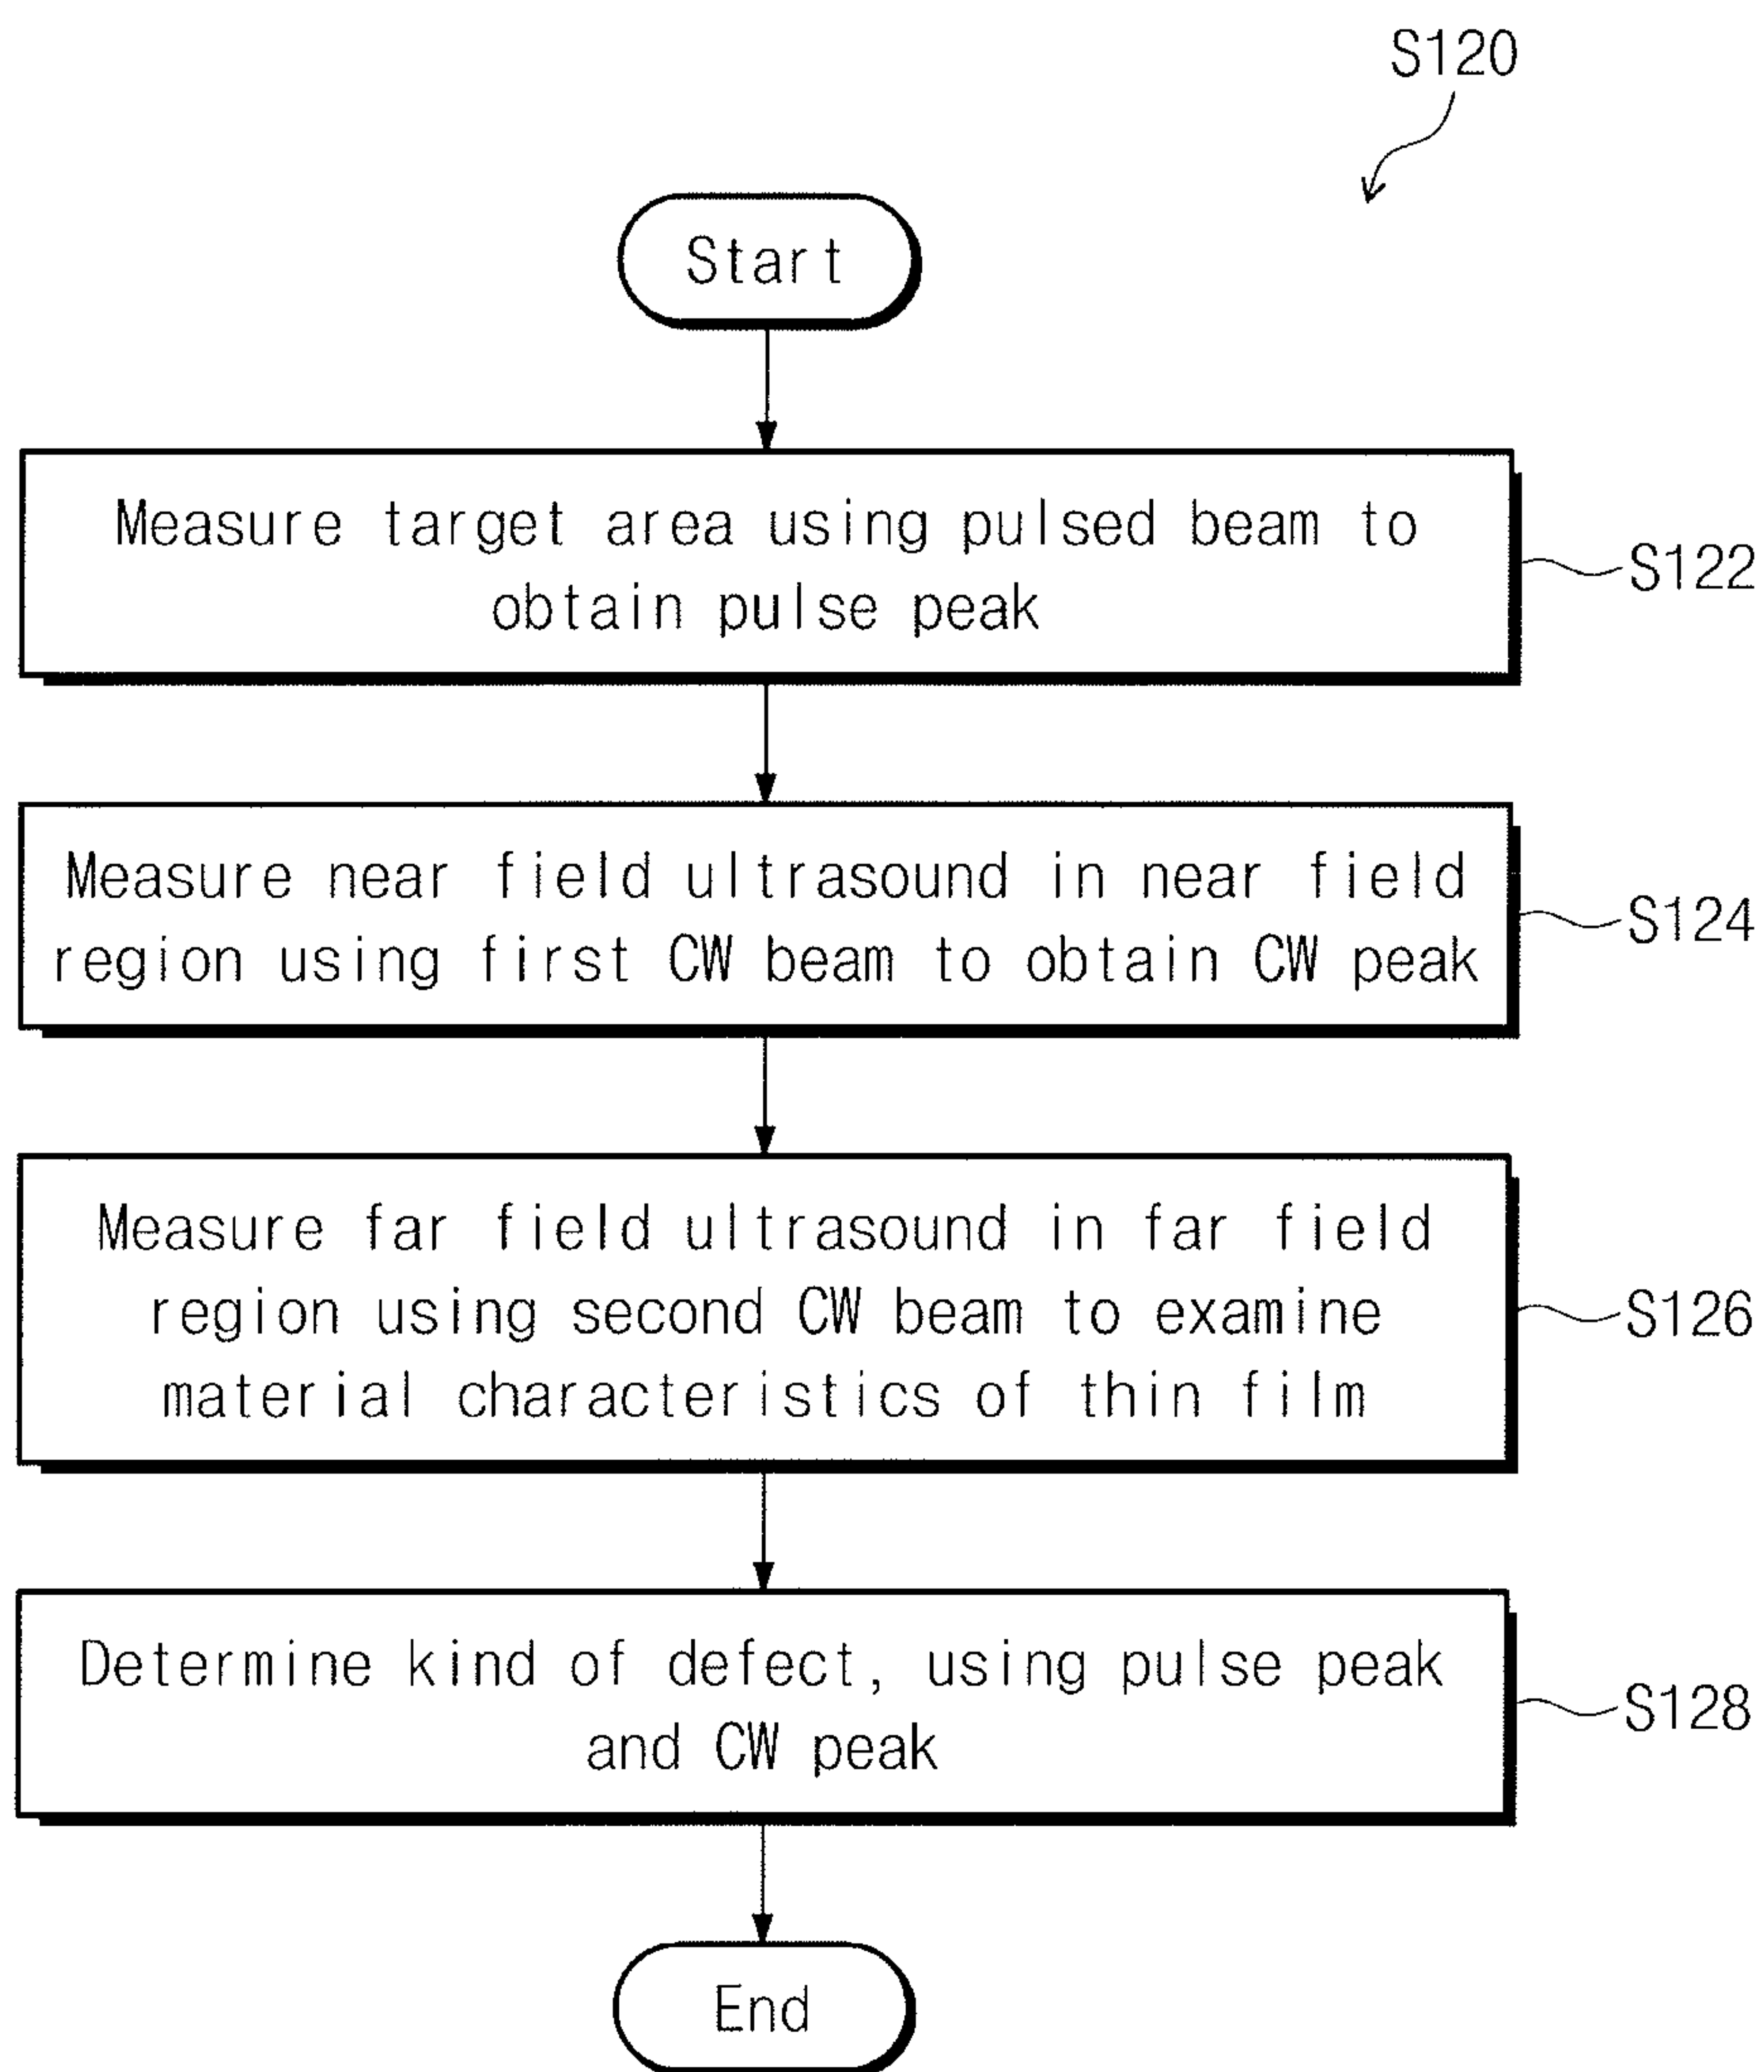 S120
Start
Measure target area using pulsed beam to
obtain pulse peak
S122
Measure near field ultrasound in near field
region using first CW beam to obtain CW peak
S124
Measure far field ultrasound in far field
region using second CW beam to examine
material characteristics of thin film
S126
Determine kind of defect, using pulse peak
and CW peak
S128
End